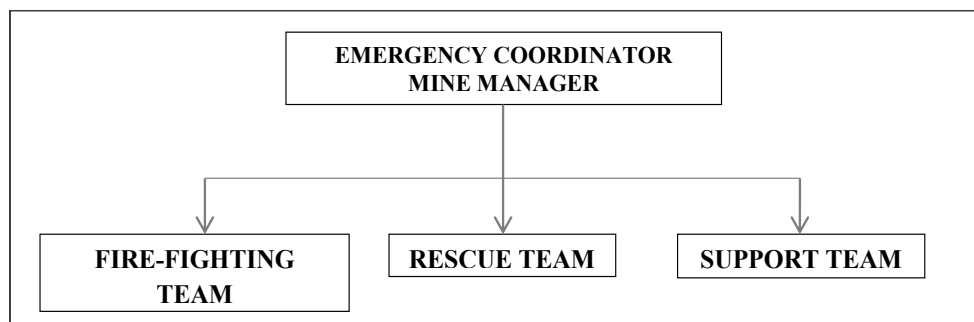 EMERGENCY COORDINATOR
MINE MANAGER
FIRE-FIGHTING
TEAM
RESCUE TEAM
SUPPORT TEAM